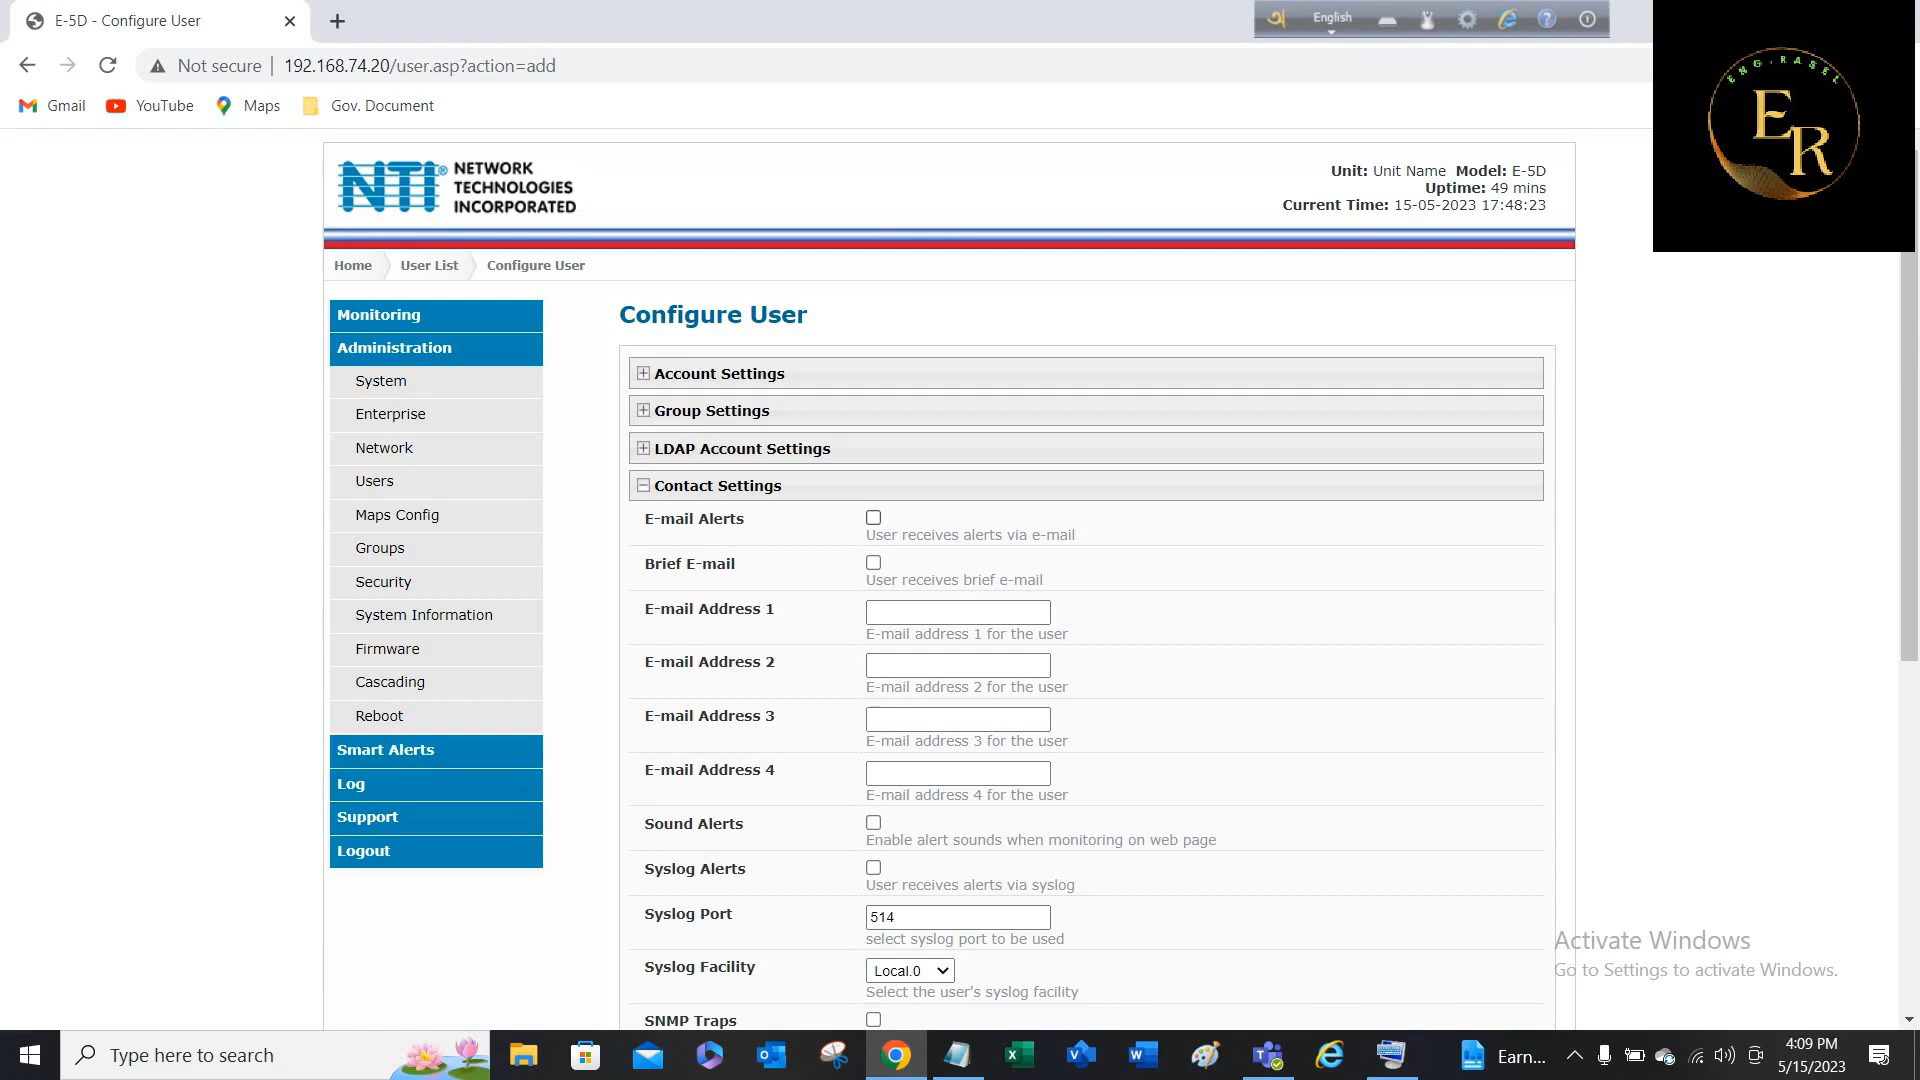 E-5D - Configure User
English
Not secure
192.168.74.20/user.asp?action=add
Gmail
YouTube
Maps
Gov. Document
ENG.RASEL
ER
NTI® NETWORK TECHNOLOGIES INCORPORATED
Unit: Unit Name Model: E-5D
Uptime: 49 mins
Current Time: 15-05-2023 17:48:23
Home
User List
Configure User
Monitoring
Administration
System
Enterprise
Network
Users
Maps Config
Groups
Security
System Information
Firmware
Cascading
Reboot
Smart Alerts
Log
Support
Logout
Configure User
Account Settings
Group Settings
LDAP Account Settings
Contact Settings
E-mail Alerts
User receives alerts via e-mail
Brief E-mail
User receives brief e-mail
E-mail Address 1
E-mail address 1 for the user
E-mail Address 2
E-mail address 2 for the user
E-mail Address 3
E-mail address 3 for the user
E-mail Address 4
E-mail address 4 for the user
Sound Alerts
Enable alert sounds when monitoring on web page
Syslog Alerts
User receives alerts via syslog
Syslog Port
514
select syslog port to be used
Syslog Facility
Local.0
Select the user's syslog facility
SNMP Traps
Activate Windows
Go to Settings to activate Windows.
Type here to search
Earn...
4:09 PM
5/15/2023